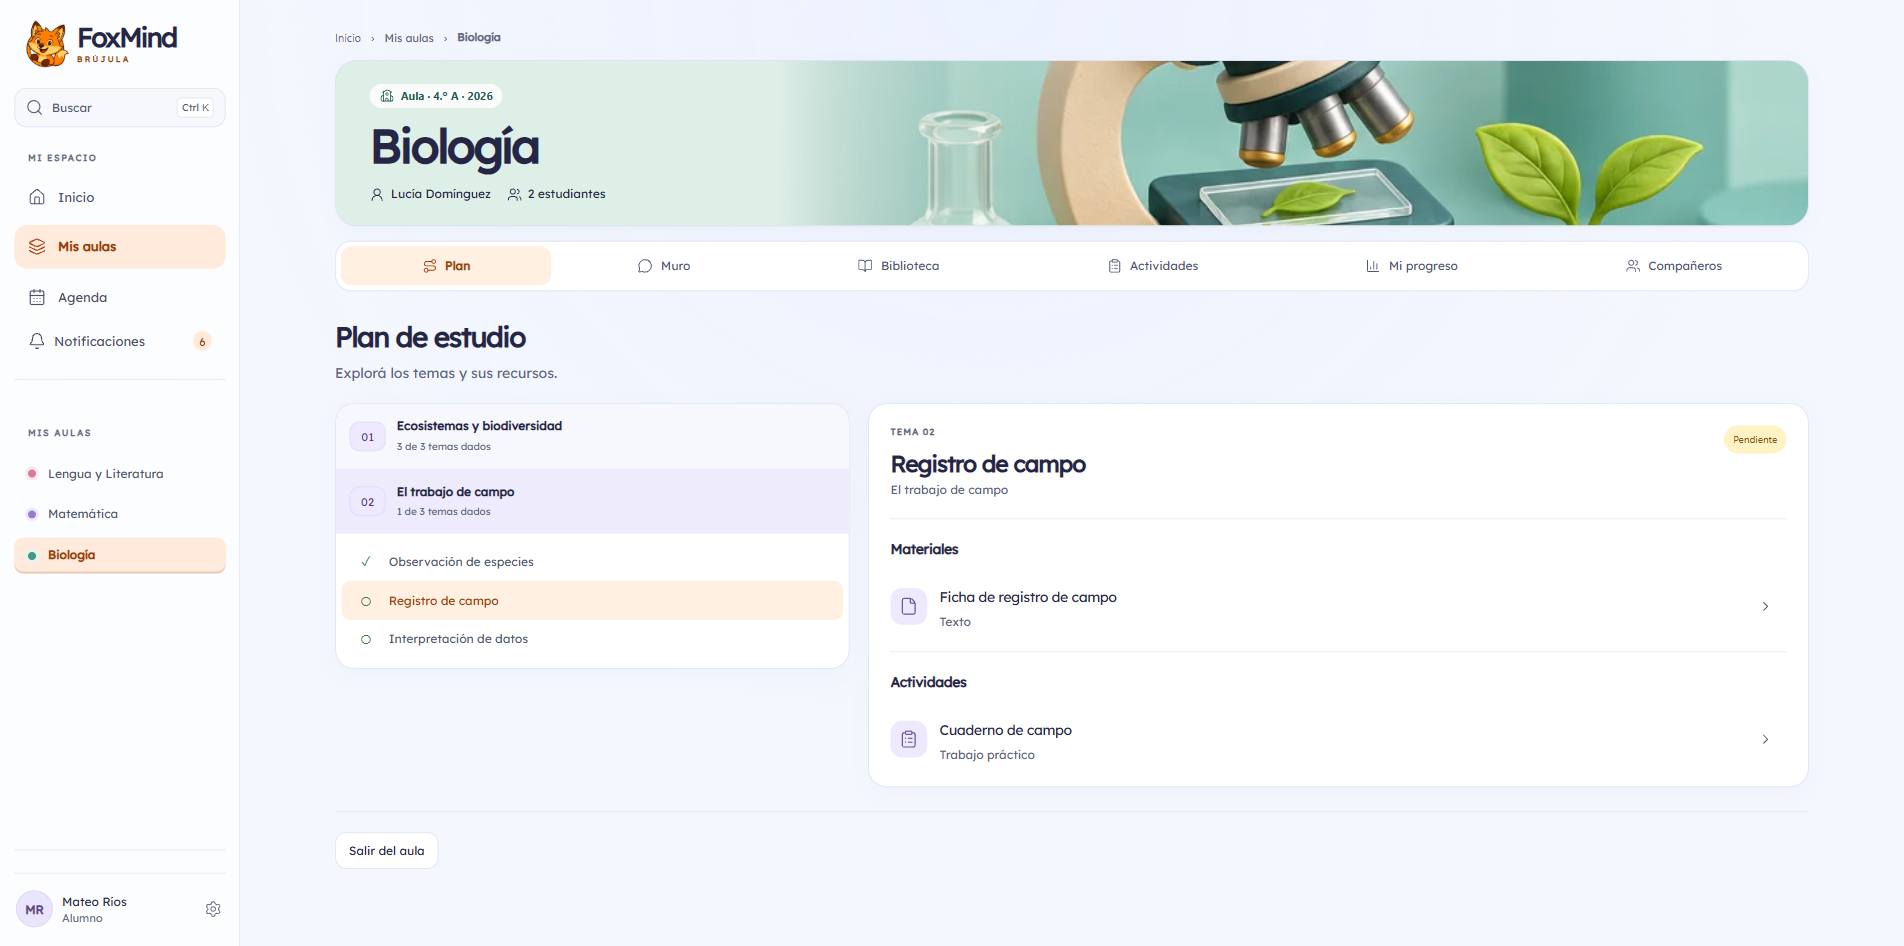 FoxMind
BRÚJULA
Buscar
Ctrl K
MI ESPACIO
Inicio
Mis aulas
Agenda
Notificaciones
6
MIS AULAS
Lengua y Literatura
Matemática
Biología
MR
Mateo Ríos
Alumno
Inicio › Mis aulas › Biología
Aula · 4.º A · 2026
Biología
Lucía Domínguez
2 estudiantes
Plan
Muro
Biblioteca
Actividades
Mi progreso
Compañeros
Plan de estudio
Explorá los temas y sus recursos.
01
Ecosistemas y biodiversidad
3 de 3 temas dados
02
El trabajo de campo
1 de 3 temas dados
Observación de especies
Registro de campo
Interpretación de datos
TEMA 02
Pendiente
Registro de campo
El trabajo de campo
Materiales
Ficha de registro de campo
Texto
Actividades
Cuaderno de campo
Trabajo práctico
Salir del aula